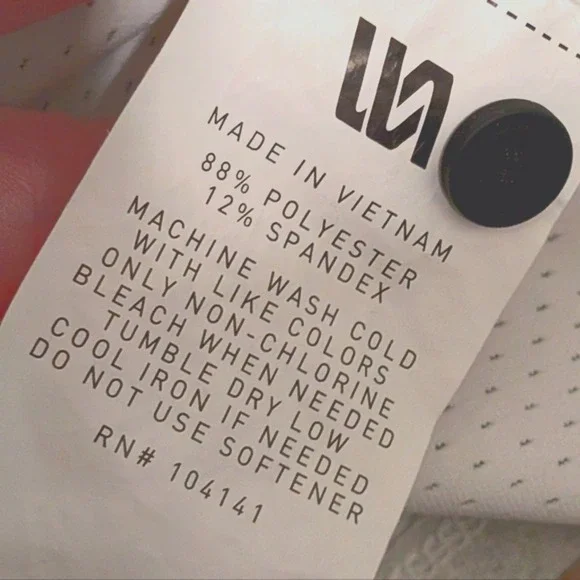 MADE IN VIETNAM
88% POLYESTER
12% SPANDEX
MACHINE WASH COLD
WITH LIKE COLORS
ONLY NON-CHLORINE
BLEACH WHEN NEEDED
TUMBLE DRY LOW
COOL IRON IF NEEDED
DO NOT USE SOFTENER
RN# 104141